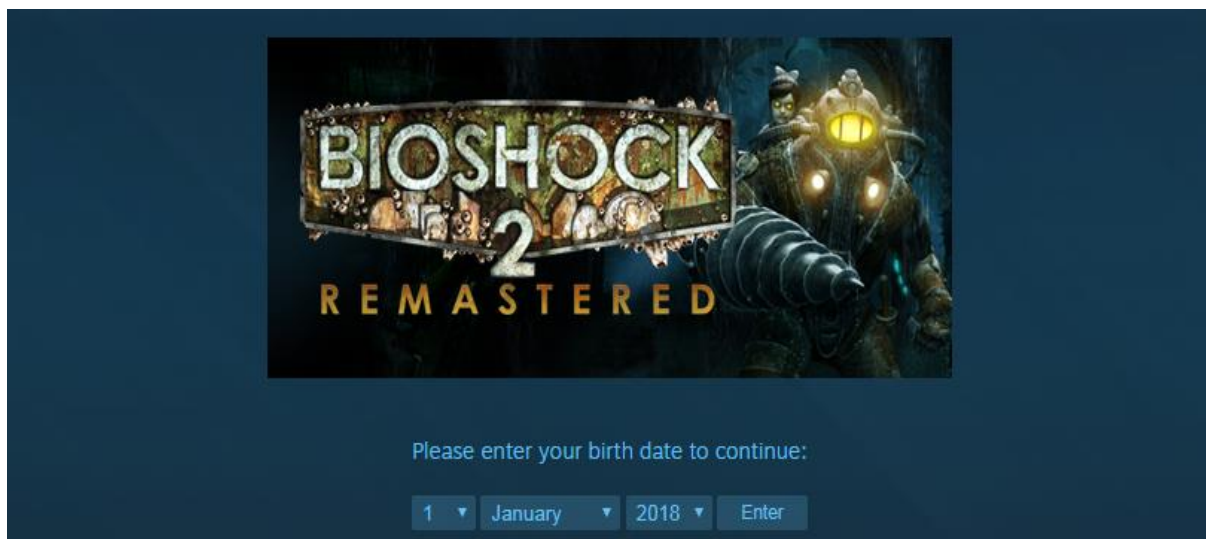 BIOSHOCK
2
REMASTERED
Please enter your birth date to continue:
1 January 2018 Enter